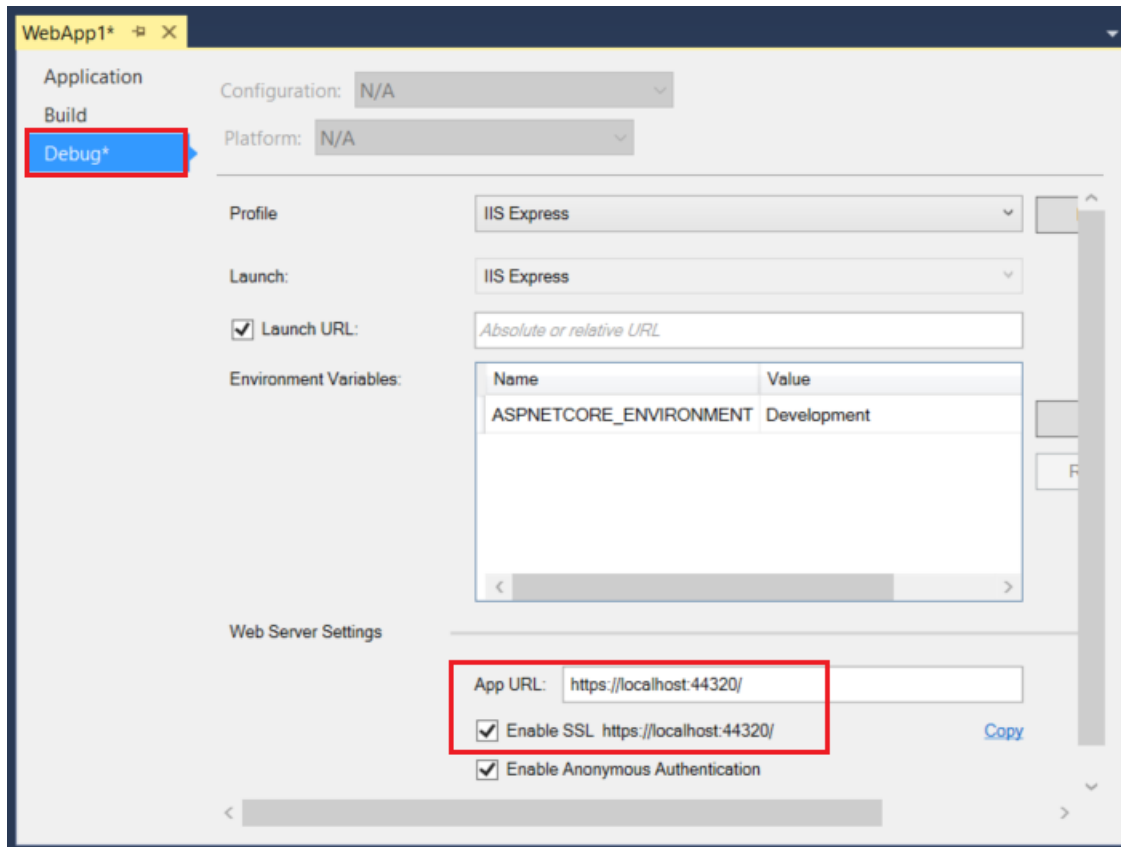 WebApp1*
Application
Build
Debug*
Configuration: N/A
Platform: N/A
Profile IIS Express
Launch: IIS Express
Launch URL: Absolute or relative URL
Environment Variables: Name Value
ASPNETCORE_ENVIRONMENT Development
R
Web Server Settings
App URL: https://localhost:44320/
Enable SSL https://localhost:44320/ Copy
Enable Anonymous Authentication